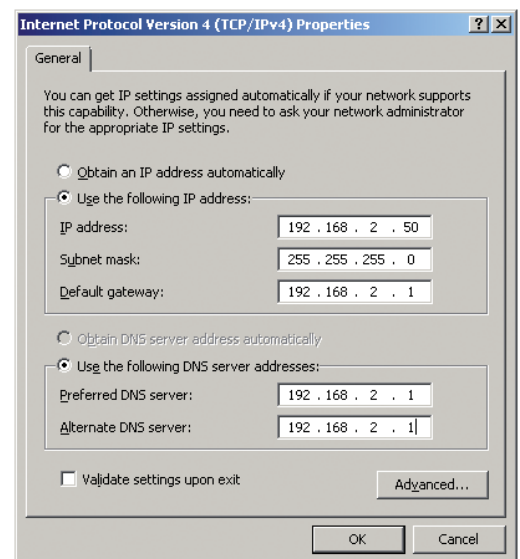 Internet Protocol Version 4 (TCP/IPv4) Properties
General
You can get IP settings assigned automatically if your network supports
this capability. Otherwise, you need to ask your network administrator
for the appropriate IP settings.
Obtain an IP address automatically
Use the following IP address:
IP address: 192 . 168 . 2 . 50
Subnet mask: 255 . 255 . 255 . 0
Default gateway: 192 . 168 . 2 . 1
Obtain DNS server address automatically
Use the following DNS server addresses:
Preferred DNS server: 192 . 168 . 2 . 1
Alternate DNS server: 192 . 168 . 2 . 1
Validate settings upon exit
Advanced...
OK Cancel